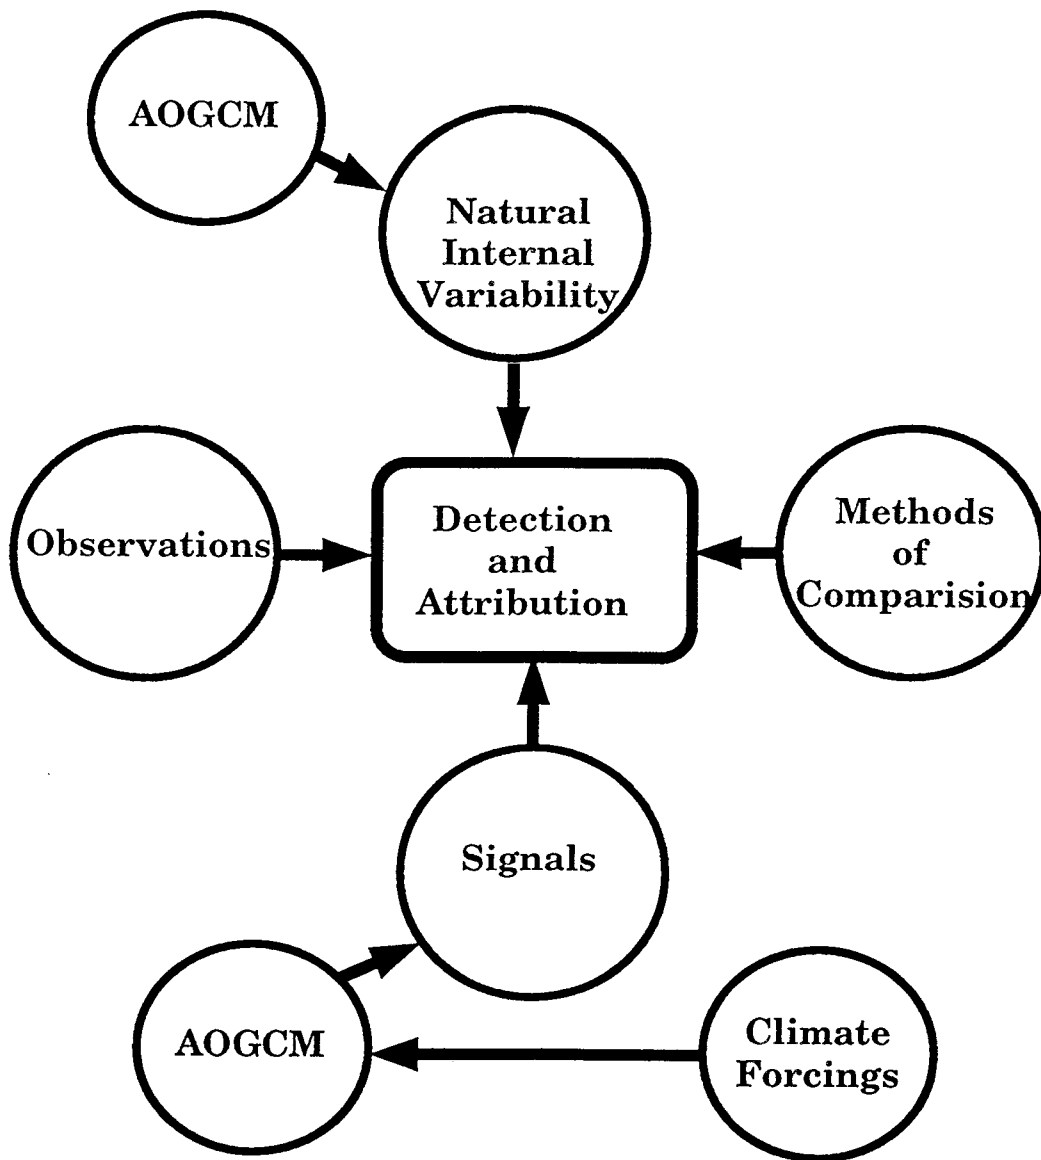 AOGCM
Natural
Internal
Variability
Observations
Detection
and
Attribution
Methods
of
Comparision
Signals
AOGCM
Climate
Forcings